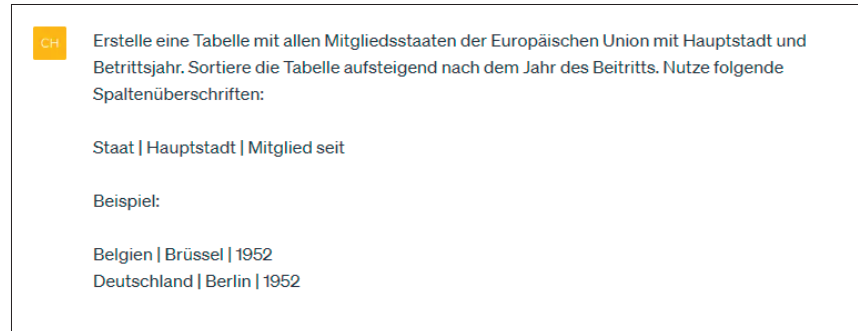 CH
Erstelle eine Tabelle mit allen Mitgliedsstaaten der Europäischen Union mit Hauptstadt und
Betrittsjahr. Sortiere die Tabelle aufsteigend nach dem Jahr des Beitritts. Nutze folgende
Spaltenüberschriften:
Staat | Hauptstadt | Mitglied seit
Beispiel:
Belgien | Brüssel | 1952
Deutschland | Berlin | 1952